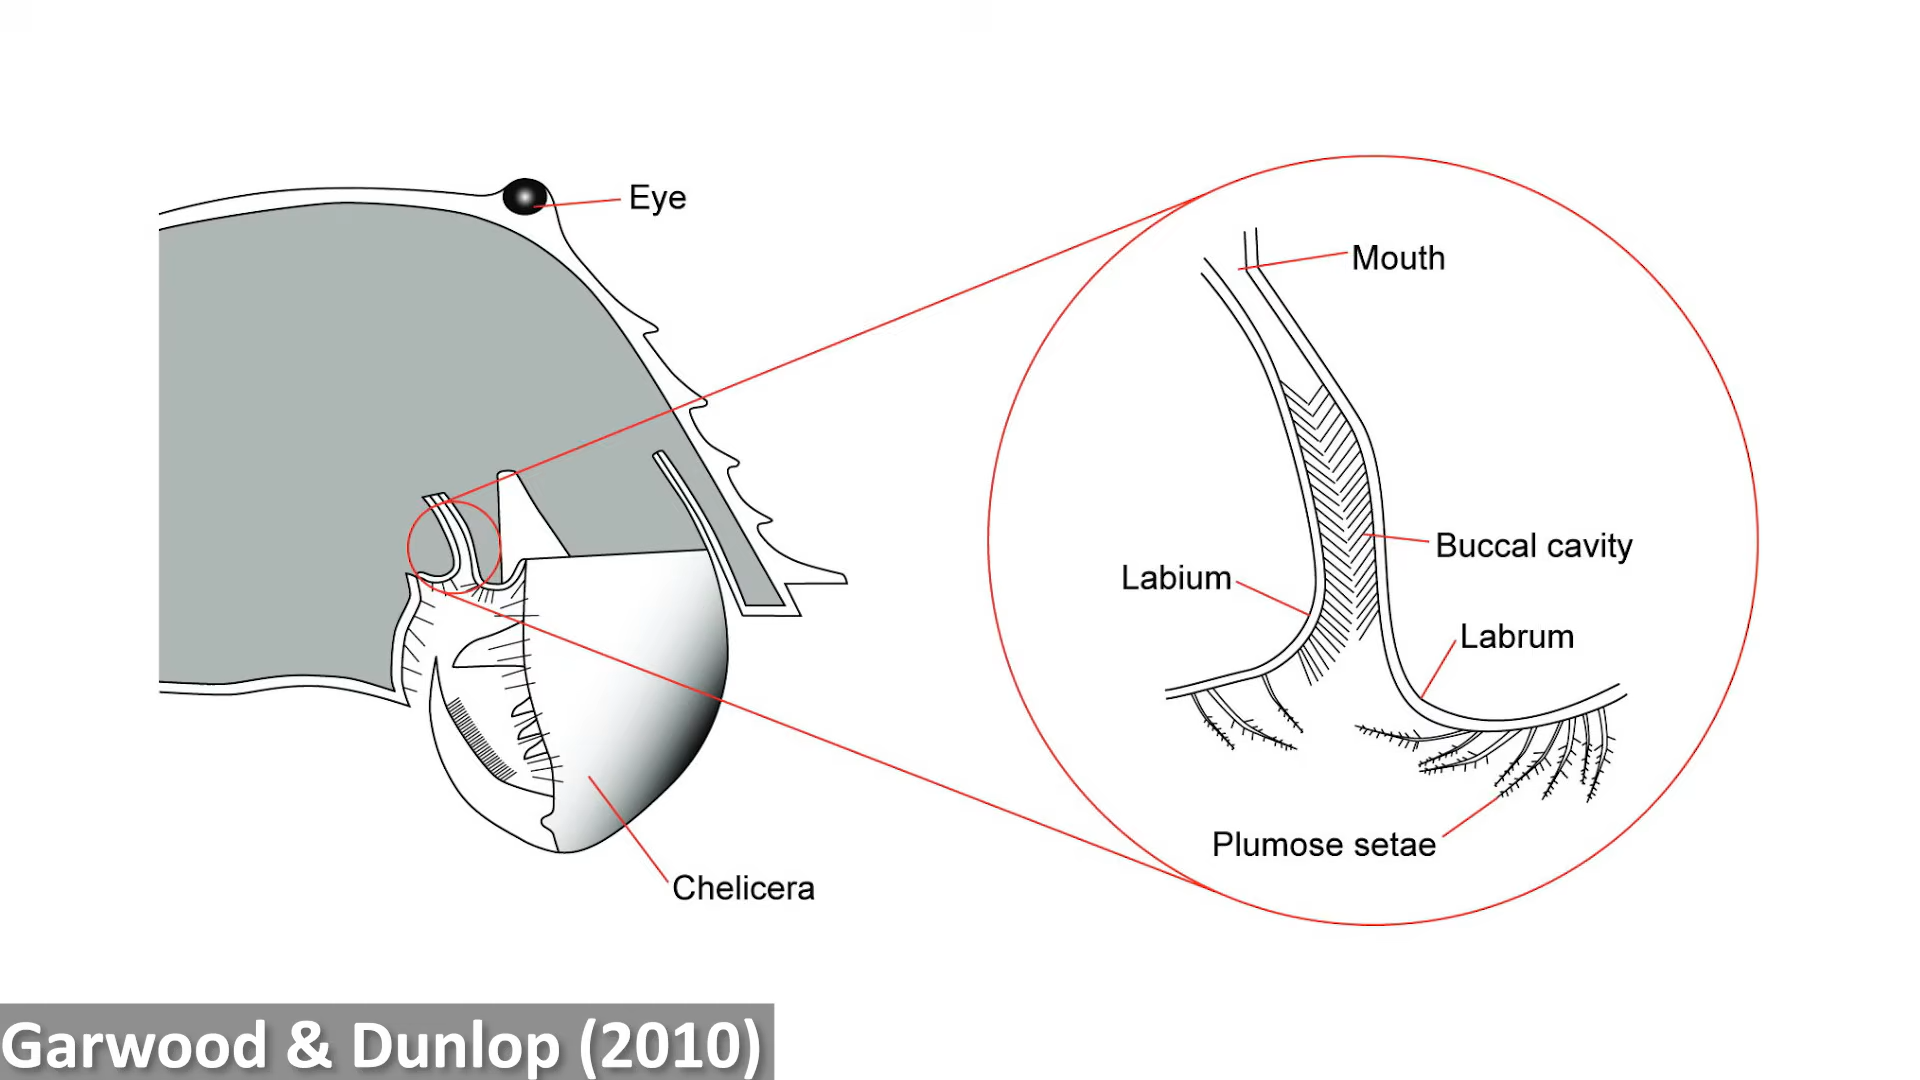 Eye
Mouth
Buccal cavity
Labium
Labrum
Plumose setae
Chelicera
Garwood & Dunlop (2010)